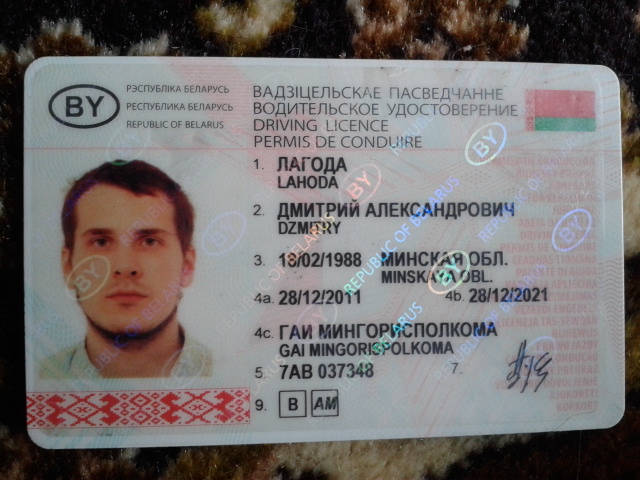 ВАДЗІЦЕЛЬСКАЕ ПАСВЕДЧАННЕ
ВОДИТЕЛЬСКОЕ УДОСТОВЕРЕНИЕ
DRIVING LICENCE
PERMIS DE CONDUIRE
BY
РЭСПУБЛІКА БЕЛАРУСЬ
РЕСПУБЛИКА БЕЛАРУСЬ
REPUBLIC OF BELARUS
1. ЛАГОДА
LAHODA
2. ДМИТРИЙ АЛЕКСАНДРОВИЧ
DZMITRY
3. 13/02/1988 МИНСКАЯ ОБЛ.
MINSKAYA OBL.
4a. 28/12/2011 4b. 28/12/2021
4c. ГАИ МИНГОРИСПОЛКОМА
GAI MINGORISPOLKOMA
5. 7AB 037348 7.
9. B AM
REPUBLIC OF BELARUS
BY